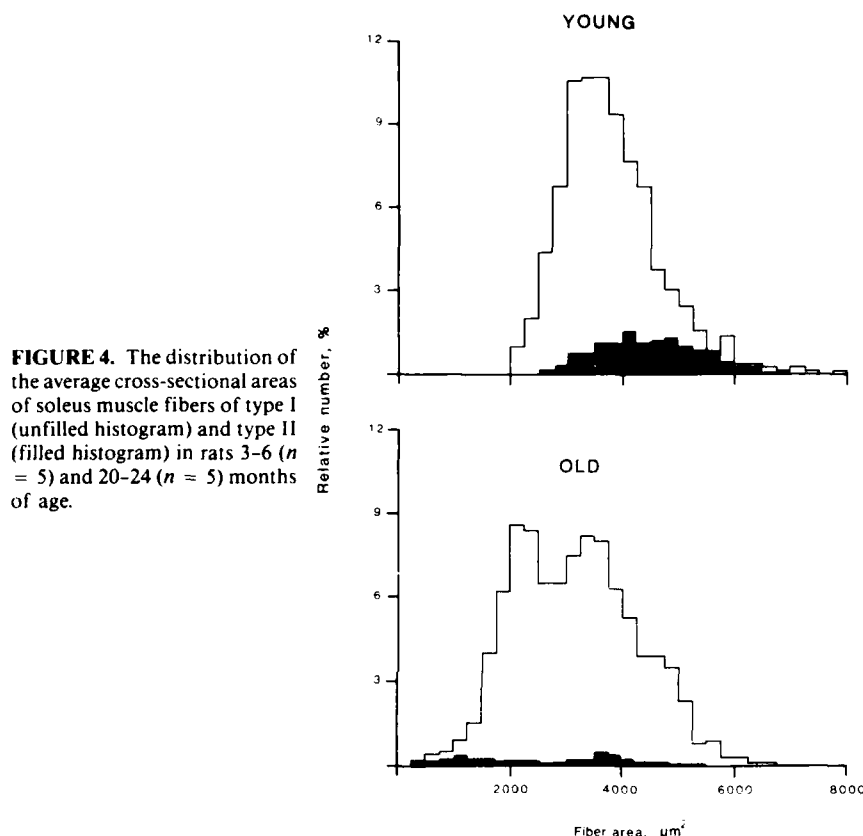 YOUNG
12
9
6
3
FIGURE 4. The distribution of
the average cross-sectional areas
of soleus muscle fibers of type I
(unfilled histogram) and type II
(filled histogram) in rats 3-6 (n
= 5) and 20-24 (n = 5) months
of age.
Relative number, %
12
OLD
9
6
3
2000 4000 6000 8000
Fiber area, μm²